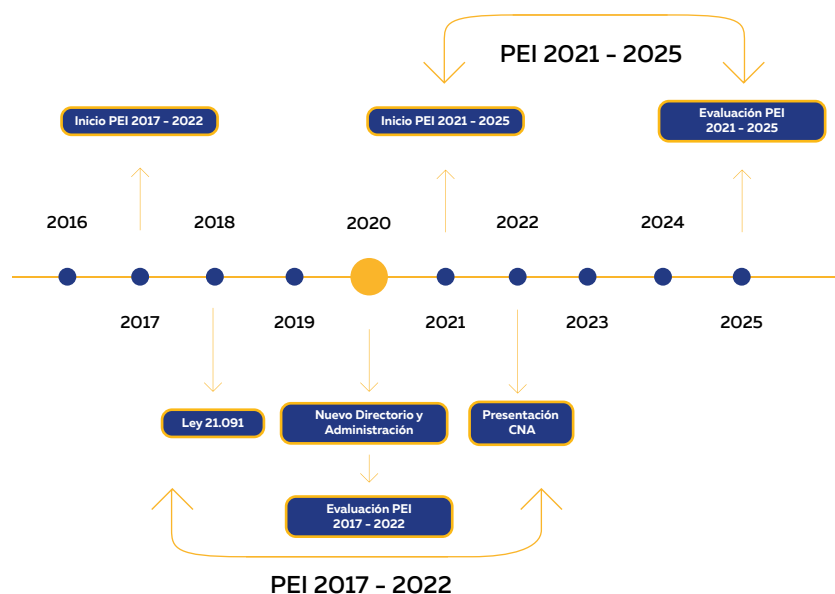 PEI 2021 - 2025
Inicio PEI 2017 - 2022
Inicio PEI 2021 - 2025
Evaluación PEI
2021 - 2025
2016
2018
2020
2022
2024
2017
2019
2021
2023
2025
Ley 21.091
Nuevo Directorio y
Administración
Presentación
CNA
Evaluación PEI
2017 - 2022
PEI 2017 - 2022